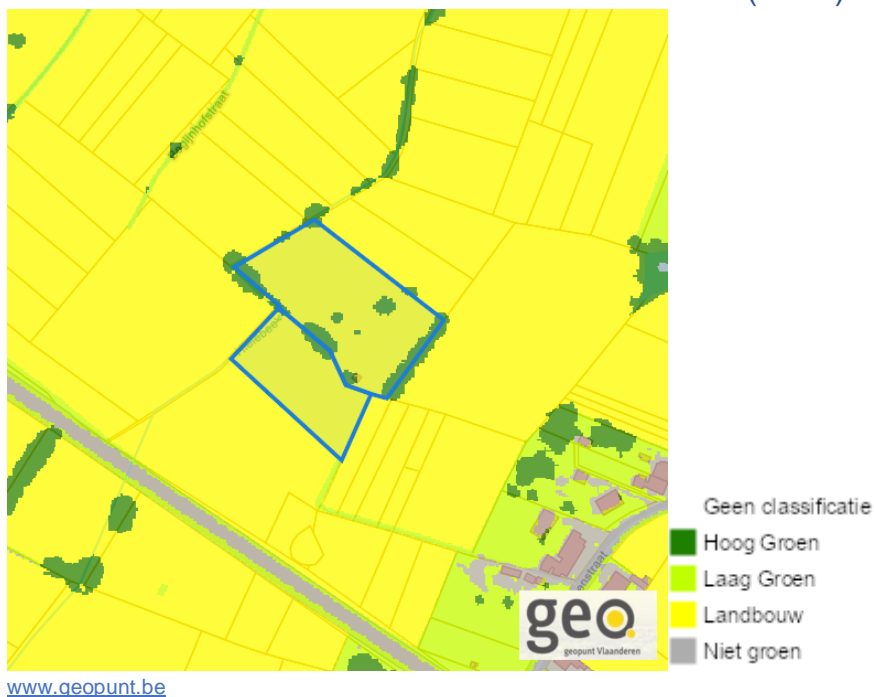 Geen classificatie
Hoog Groen
Laag Groen
Landbouw
Niet groen
geo
geopunt Vlaanderen
www.geopunt.be